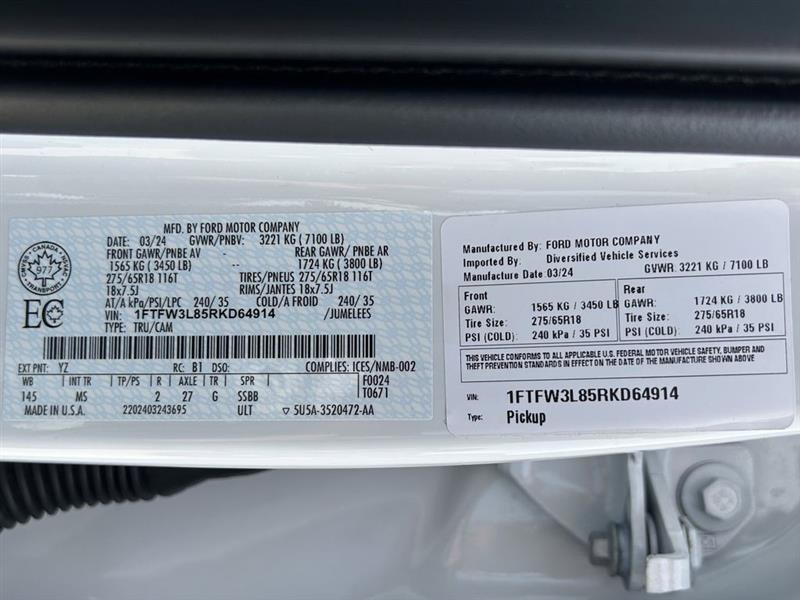 MFD. BY FORD MOTOR COMPANY
DATE: 03/24 GVWR/PNBV: 3221 KG ( 7100 LB)
FRONT GAWR/ PNBE AV REAR GAWR/ PNBE AR
1565 KG ( 3450 LB) -- 1724 KG ( 3800 LB)
275/65R18 116T TIRES/PNEUS 275/65R18 116T
18x7.5J RIMS/JANTES 18x7.5J
AT/A kPa/PSI/LPC 240/ 35 COLD/A FROID 240/ 35
VIN: 1FTFW3L85RKD64914 /JUMELEES
TYPE: TRU/CAM
CANADA
977
TRANSPORT
EC
EXT PNT: YZ RC: B1 DSO: COMPLIES: ICES/NMB-002
WB INT TR TP/PS R AXLE TR SPR F0024
145 MS 2 27 G SSBB T0671
MADE IN U.S.A. 2202403243695 ULT 5U5A-3520472-AA
Manufactured By: FORD MOTOR COMPANY
Imported By: Diversified Vehicle Services
Manufacture Date: 03/24 GVWR: 3221 KG / 7100 LB
Front
GAWR: 1565 KG / 3450 LB
Tire Size: 275/65R18
PSI (COLD): 240 kPa / 35 PSI
Rear
GAWR: 1724 KG / 3800 LB
Tire Size: 275/65R18
PSI (COLD): 240 kPa / 35 PSI
THIS VEHICLE CONFORMS TO ALL APPLICABLE U.S. FEDERAL MOTOR VEHICLE SAFETY, BUMPER AND
THEFT PREVENTION STANDARDS IN EFFECT ON THE DATE OF MANUFACTURE SHOWN ABOVE
VIN: 1FTFW3L85RKD64914
Type: Pickup